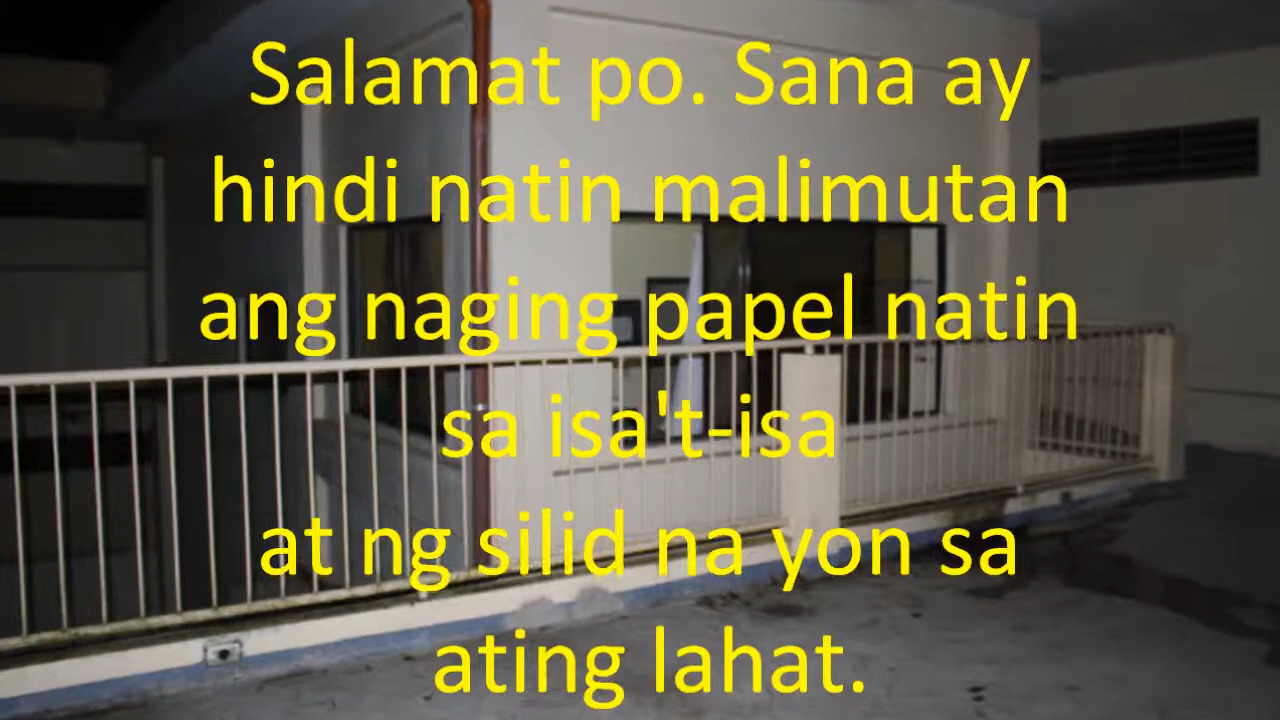 Salamat po. Sana ay
hindi natin malimutan
ang naging papel natin
sa isa't-isa
at ng silid na yon sa
ating lahat.